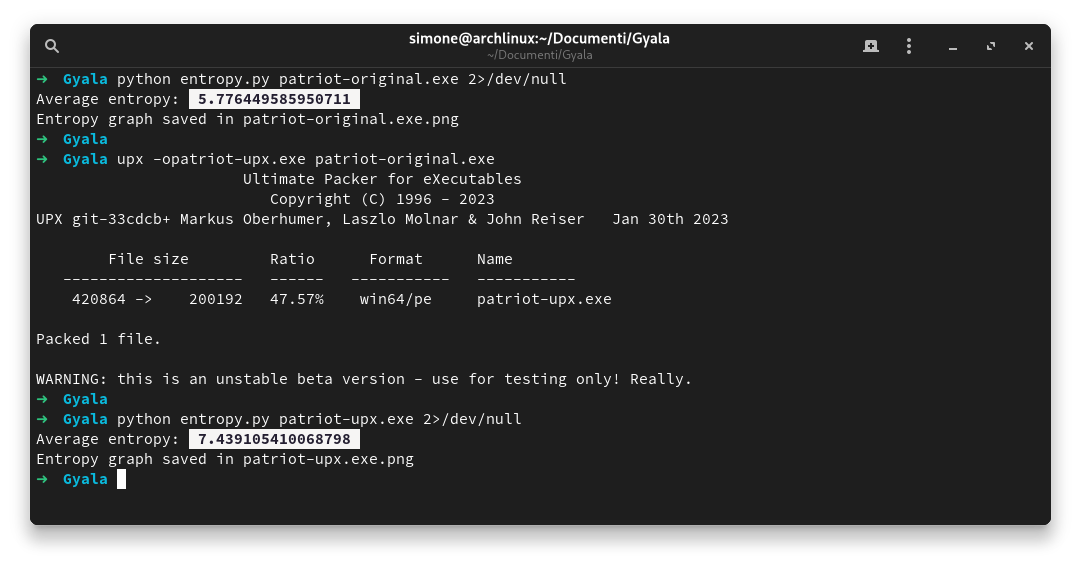 simone@archlinux:~/Documenti/Gyala
~/Documenti/Gyala
→ Gyala python entropy.py patriot-original.exe 2>/dev/null
Average entropy: 5.776449585950711
Entropy graph saved in patriot-original.exe.png
→ Gyala
→ Gyala upx -opatriot-upx.exe patriot-original.exe
Ultimate Packer for eXecutables
Copyright (C) 1996 - 2023
UPX git-33cdcb+ Markus Oberhumer, Laszlo Molnar & John Reiser   Jan 30th 2023
File size         Ratio      Format      Name
--------------------   ------   -----------   -----------
420864 ->    200192   47.57%    win64/pe     patriot-upx.exe
Packed 1 file.
WARNING: this is an unstable beta version - use for testing only! Really.
→ Gyala
→ Gyala python entropy.py patriot-upx.exe 2>/dev/null
Average entropy: 7.439105410068798
Entropy graph saved in patriot-upx.exe.png
→ Gyala